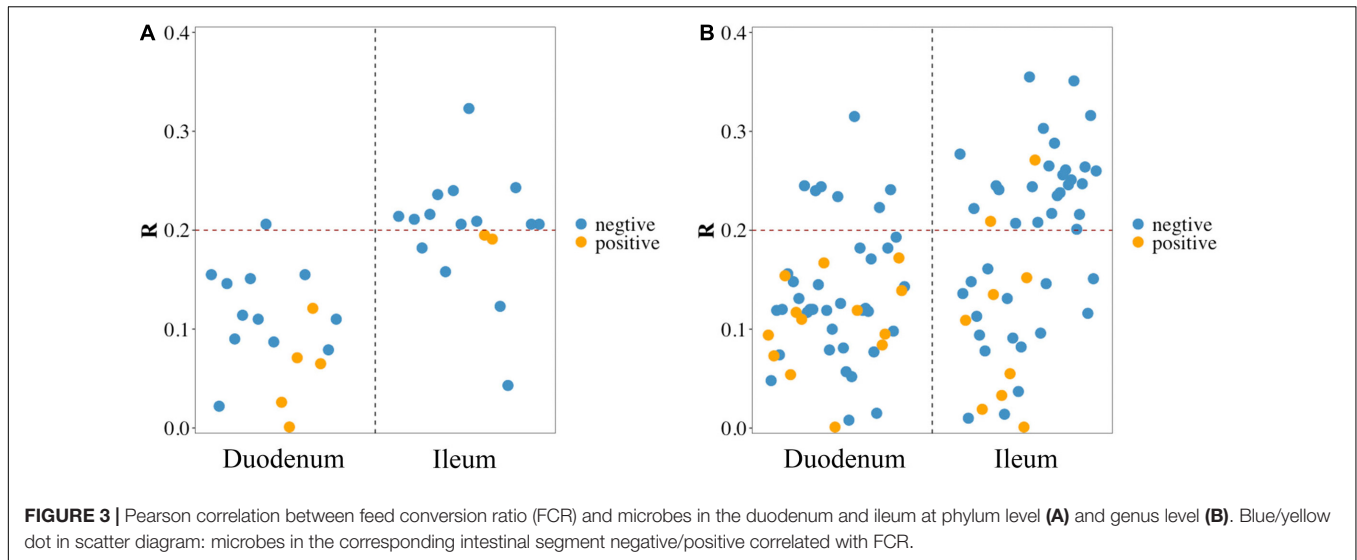 A
B
0.4
0.3
0.2
0.1
0.0
R
Duodenum
Ileum
negtive
positive
0.4
0.3
0.2
0.1
0.0
R
Duodenum
Ileum
negtive
positive
FIGURE 3 | Pearson correlation between feed conversion ratio (FCR) and microbes in the duodenum and ileum at phylum level (A) and genus level (B). Blue/yellow
dot in scatter diagram: microbes in the corresponding intestinal segment negative/positive correlated with FCR.